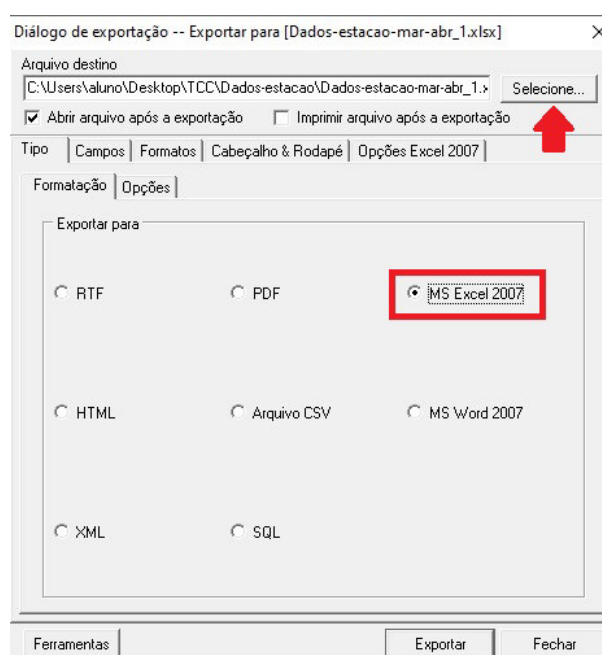 Diálogo de exportação -- Exportar para [Dados-estacao-mar-abr_1.xlsx]
Arquivo destino
C:\Users\aluno\Desktop\TCC\Dados-estacao\Dados-estacao-mar-abr_1.x Selecione...
Abrir arquivo após a exportação Imprimir arquivo após a exportação
Tipo Campos Formatos Cabeçalho & Rodapé Opções Excel 2007
Formatação Opções
Exportar para
RTF PDF MS Excel 2007
HTML Arquivo CSV MS Word 2007
XML SQL
Ferramentas Exportar Fechar